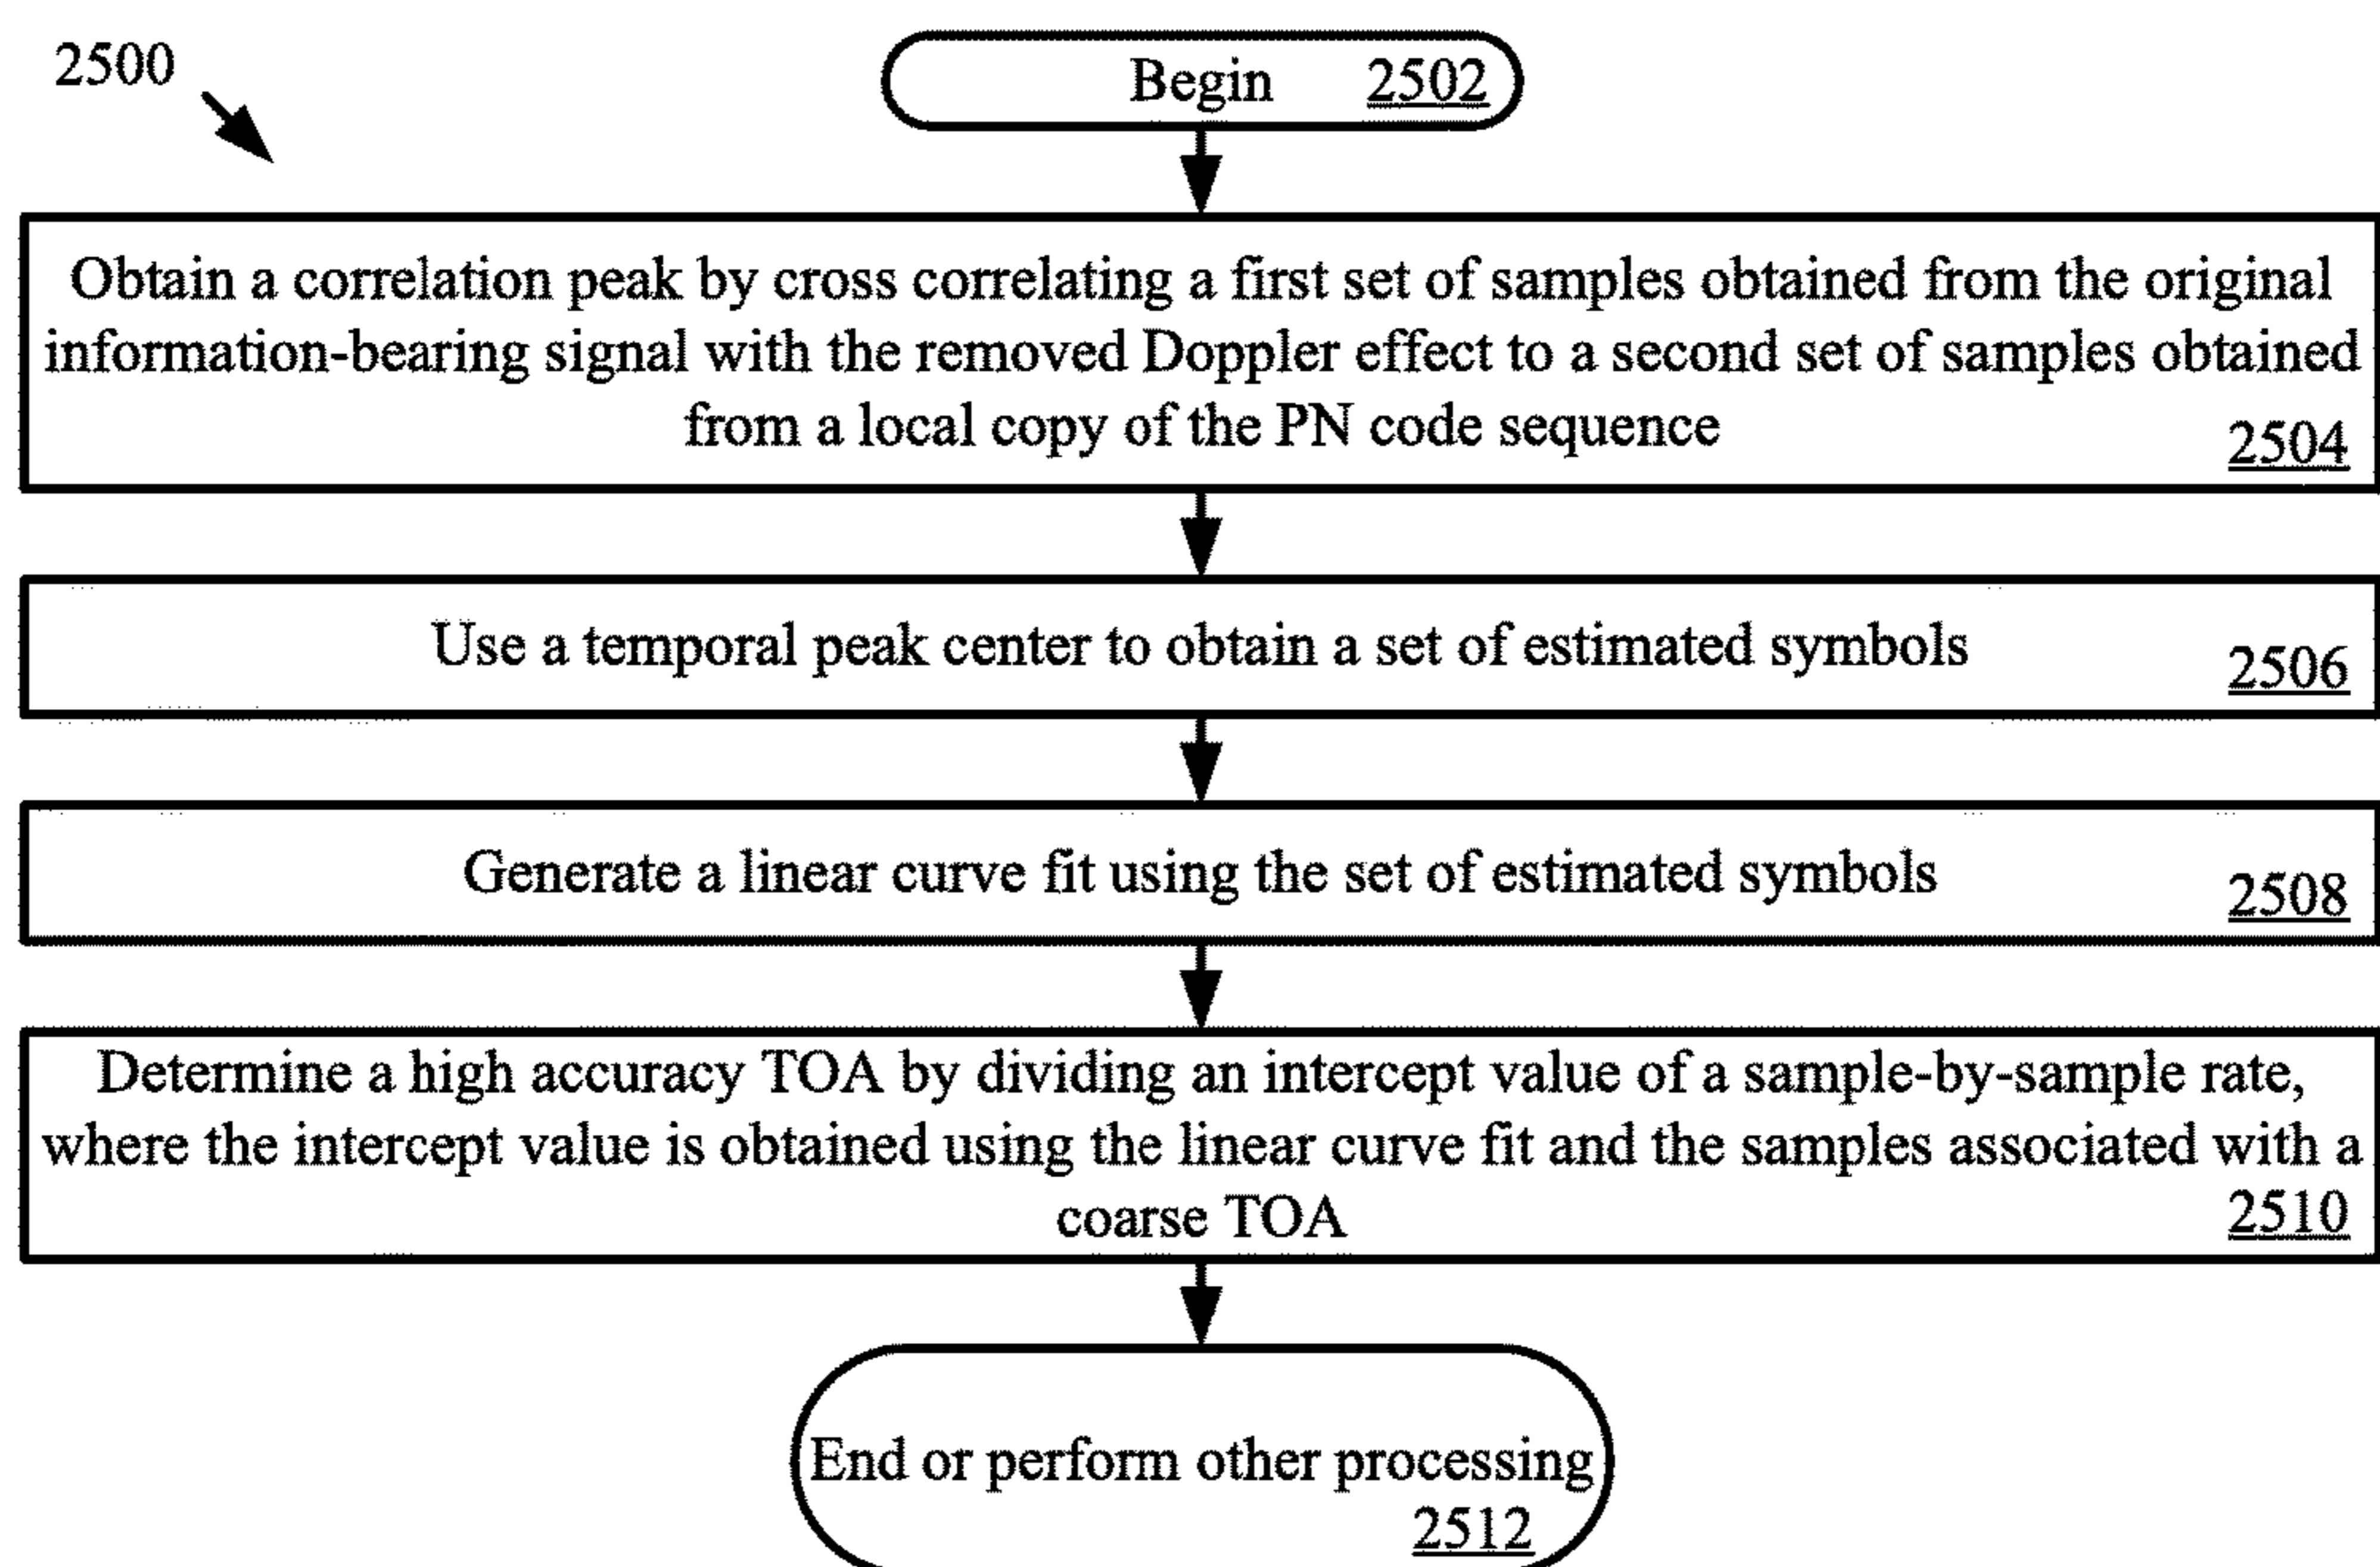 2500
Begin 2502
Obtain a correlation peak by cross correlating a first set of samples obtained from the original
information-bearing signal with the removed Doppler effect to a second set of samples obtained
from a local copy of the PN code sequence
2504
Use a temporal peak center to obtain a set of estimated symbols
2506
Generate a linear curve fit using the set of estimated symbols
2508
Determine a high accuracy TOA by dividing an intercept value of a sample-by-sample rate,
where the intercept value is obtained using the linear curve fit and the samples associated with a
coarse TOA
2510
End or perform other processing
2512